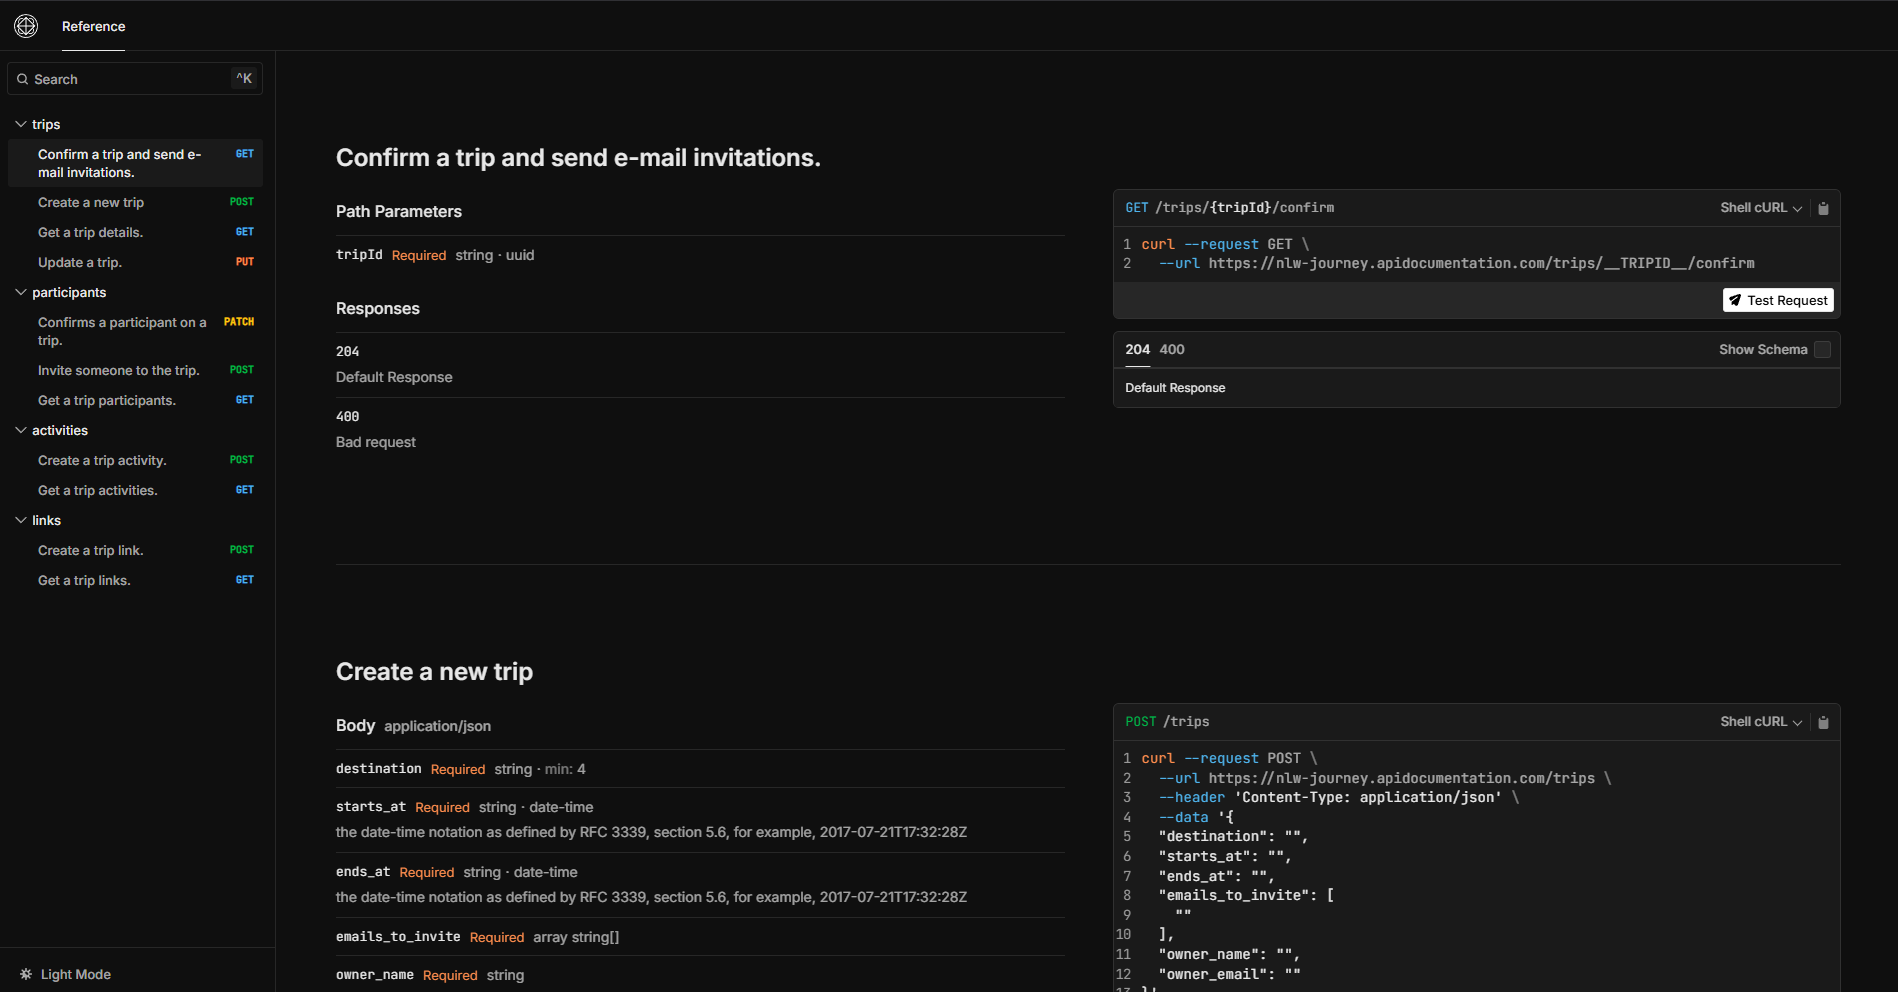 Reference
Search ^K
trips
Confirm a trip and send e- GET
mail invitations.
Create a new trip POST
Get a trip details. GET
Update a trip. PUT
participants
Confirms a participant on a PATCH
trip.
Invite someone to the trip. POST
Get a trip participants. GET
activities
Create a trip activity. POST
Get a trip activities. GET
links
Create a trip link. POST
Get a trip links. GET
Light Mode
Confirm a trip and send e-mail invitations.
Path Parameters
tripId Required string · uuid
Responses
204
Default Response
400
Bad request
GET /trips/{tripId}/confirm Shell cURL
1 curl --request GET \
2 --url https://nlw-journey.apidocumentation.com/trips/__TRIPID__/confirm
Test Request
204 400 Show Schema
Default Response
Create a new trip
Body application/json
destination Required string · min: 4
starts_at Required string · date-time
the date-time notation as defined by RFC 3339, section 5.6, for example, 2017-07-21T17:32:28Z
ends_at Required string · date-time
the date-time notation as defined by RFC 3339, section 5.6, for example, 2017-07-21T17:32:28Z
emails_to_invite Required array string[]
owner_name Required string
POST /trips Shell cURL
1 curl --request POST \
2 --url https://nlw-journey.apidocumentation.com/trips \
3 --header 'Content-Type: application/json' \
4 --data '{
5 "destination": "",
6 "starts_at": "",
7 "ends_at": "",
8 "emails_to_invite": [
9 ""
10 ],
11 "owner_name": "",
12 "owner_email": ""
13 }'